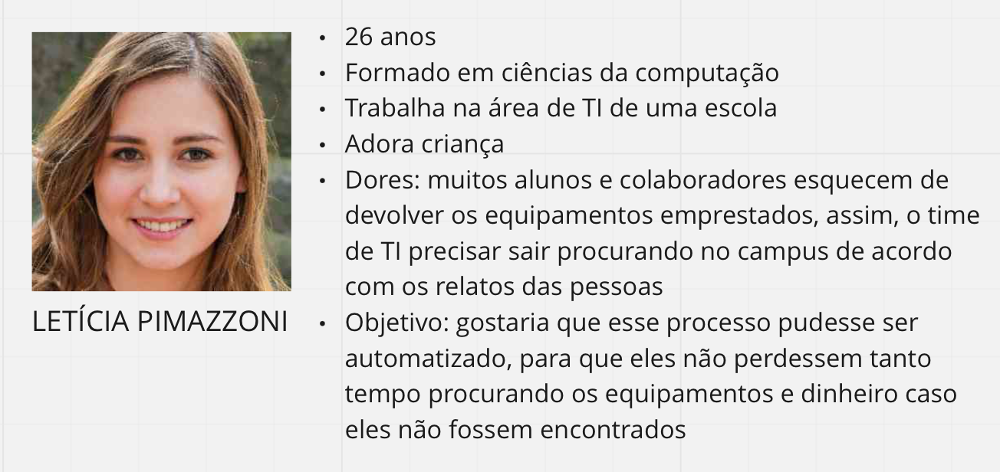 26 anos
Formado em ciências da computação
Trabalha na área de TI de uma escola
Adora criança
Dores: muitos alunos e colaboradores esquecem de
devolver os equipamentos emprestados, assim, o time
de TI precisar sair procurando no campus de acordo
com os relatos das pessoas
LETÍCIA PIMAZZONI
Objetivo: gostaria que esse processo pudesse ser
automatizado, para que eles não perdessem tanto
tempo procurando os equipamentos e dinheiro caso
eles não fossem encontrados